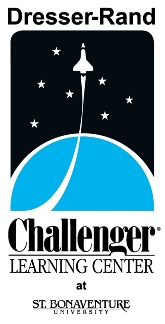 Dresser-Rand
Challenger®
LEARNING CENTER
at
ST. BONAVENTURE
UNIVERSITY